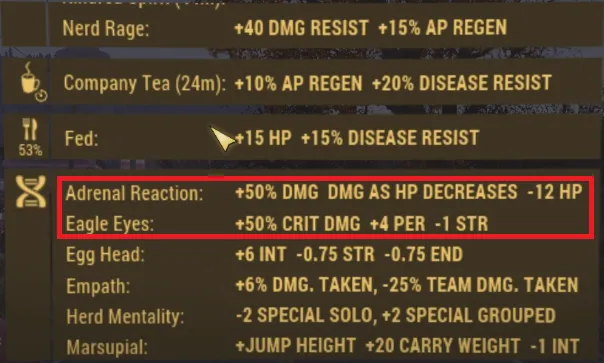 Nerd Rage: +40 DMG RESIST +15% AP REGEN
Company Tea (24m): +10% AP REGEN +20% DISEASE RESIST
Fed: +15 HP +15% DISEASE RESIST
53%
Adrenal Reaction: +50% DMG DMG AS HP DECREASES -12 HP
Eagle Eyes: +50% CRIT DMG +4 PER -1 STR
Egg Head: +6 INT -0.75 STR -0.75 END
Empath: +6% DMG. TAKEN, -25% TEAM DMG. TAKEN
Herd Mentality: -2 SPECIAL SOLO, +2 SPECIAL GROUPED
Marsupial: +JUMP HEIGHT +20 CARRY WEIGHT -1 INT